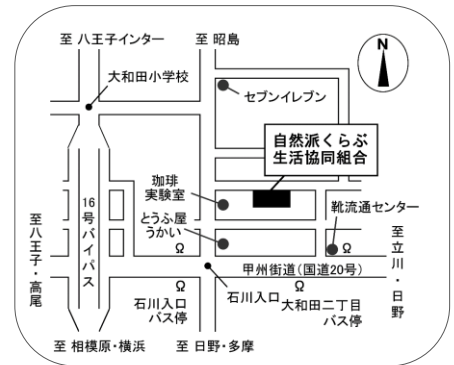 至 八王子インター
至 昭島
N
大和田小学校
セブンイレブン
自然派くらぶ
生活協同組合
珈琲
実験室
とうふ屋
うかい
靴流通センター
16号バイパス
至八王子・高尾
至立川・日野
甲州街道(国道20号)
石川入口
石川入口
バス停
大和田二丁目
バス停
至 相模原・横浜
至 日野・多摩